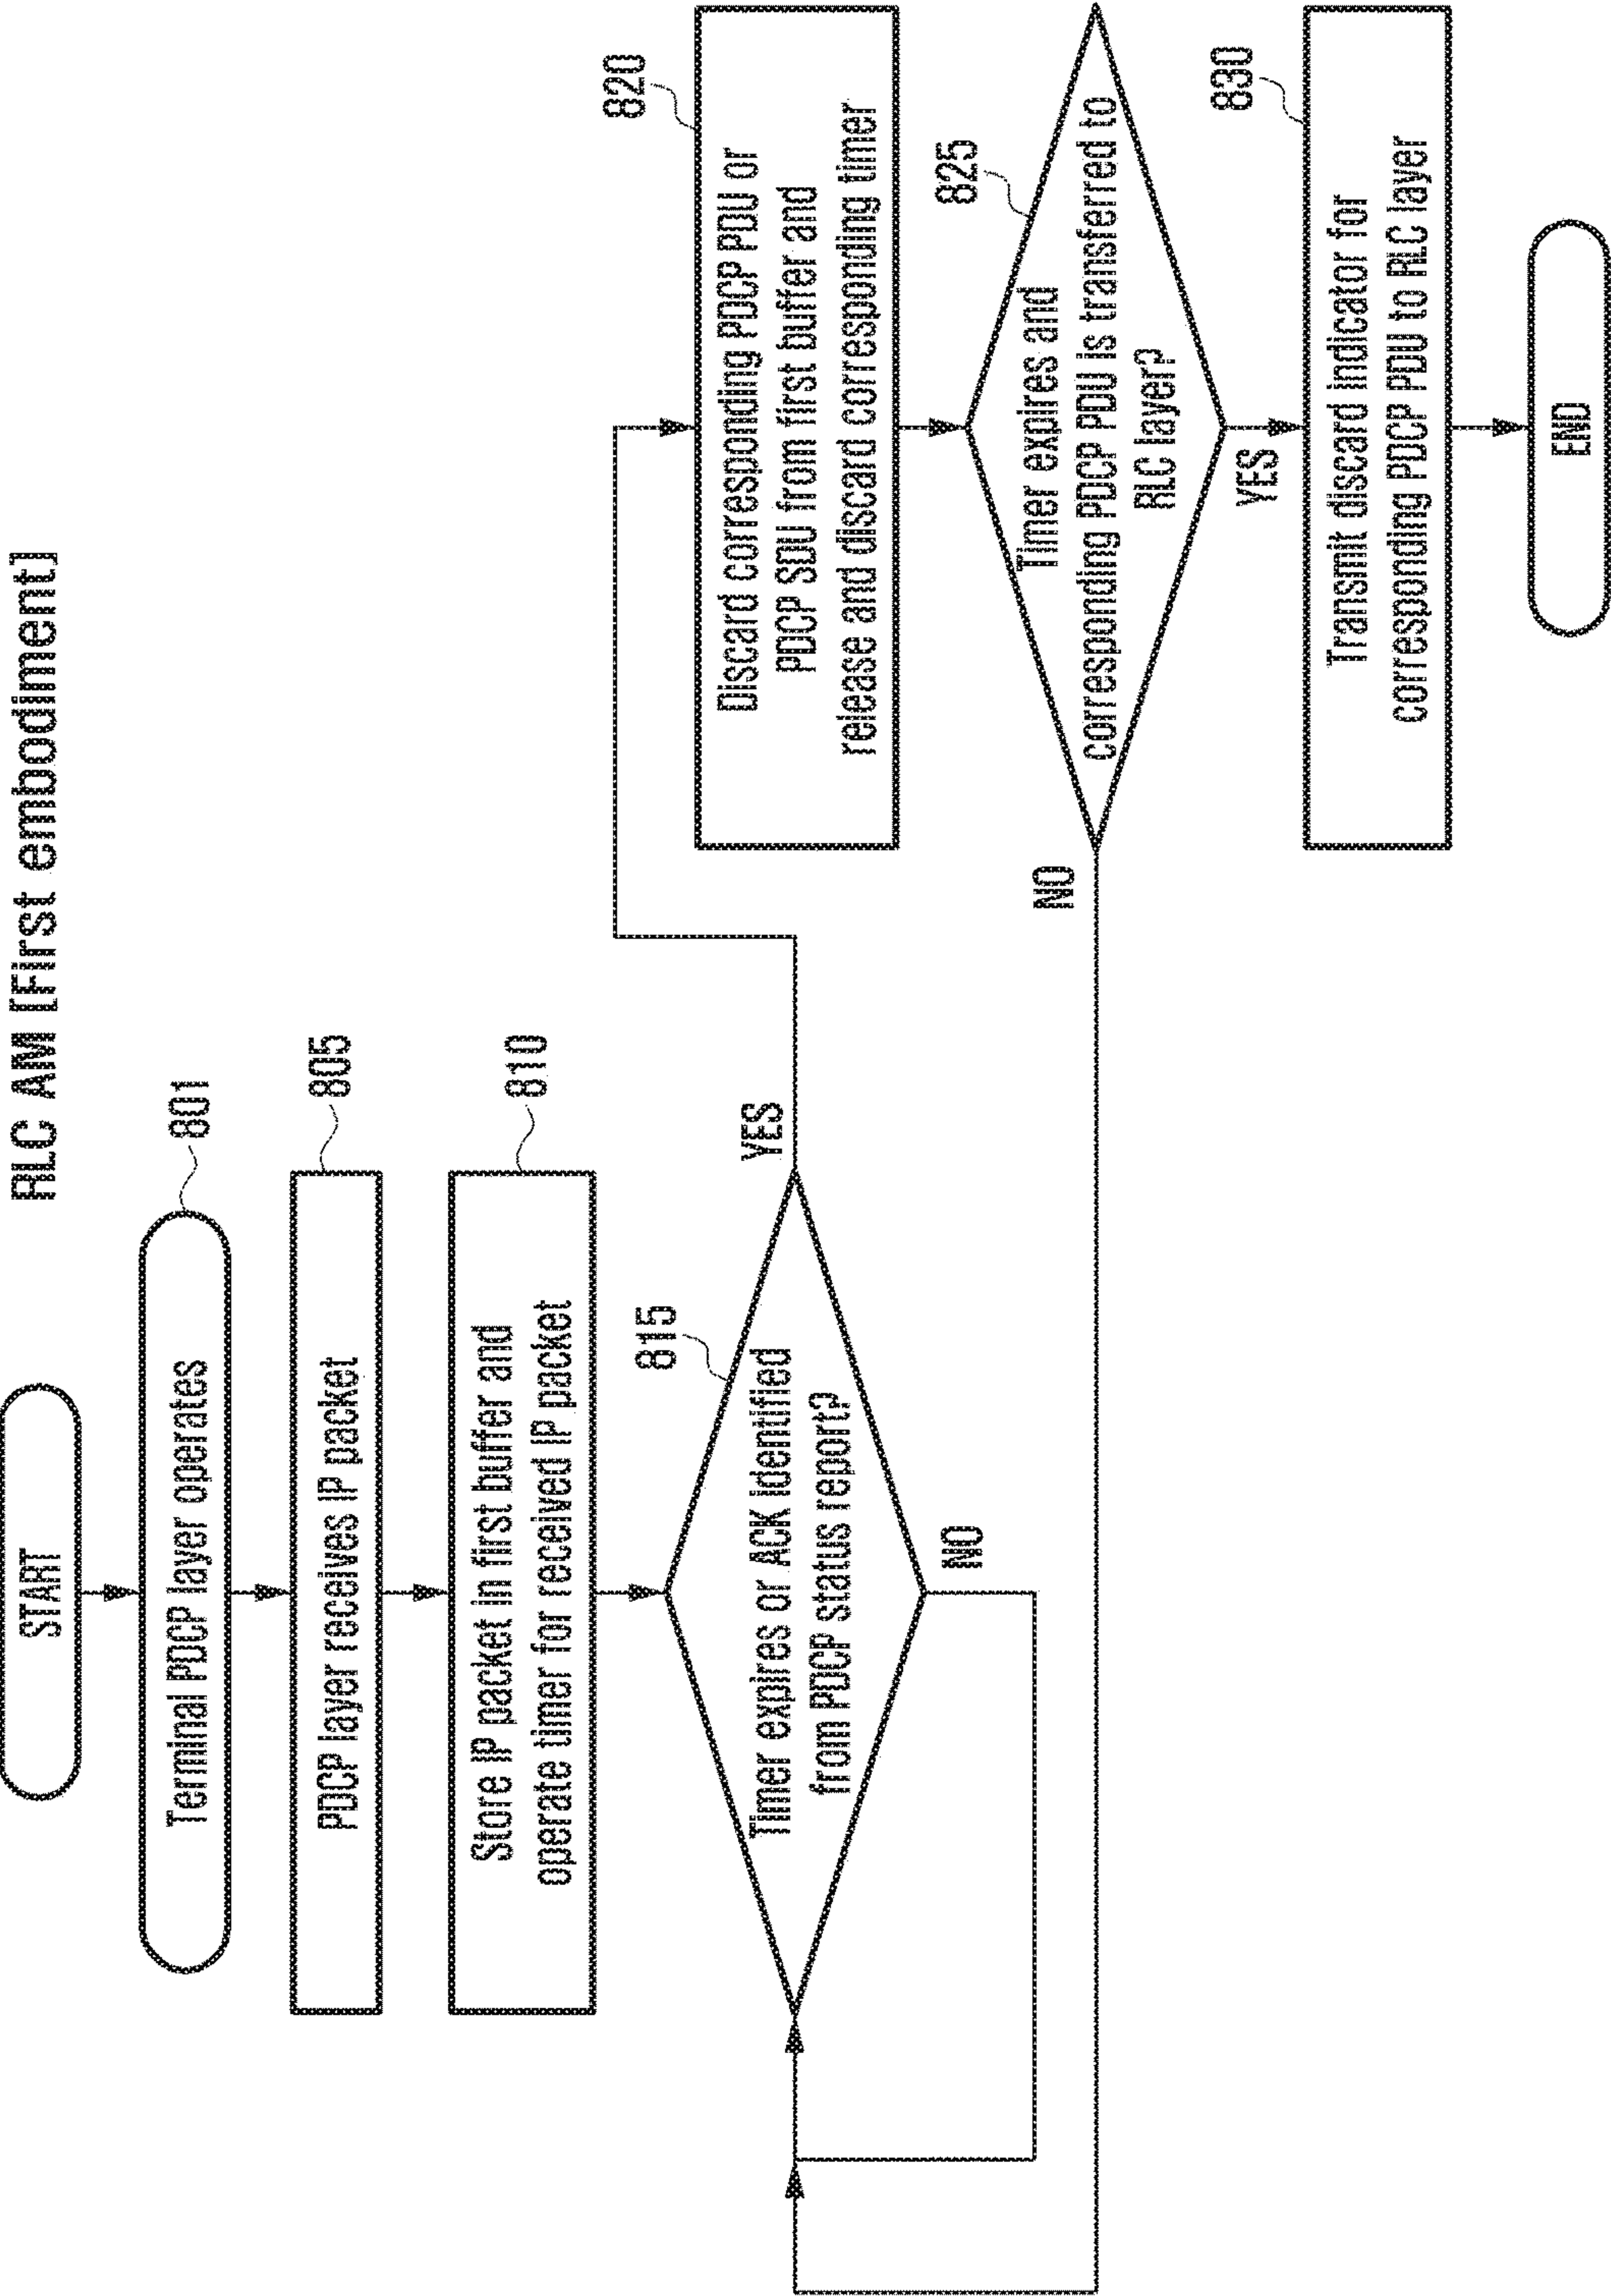 RLC AM [First embodiment]
START
801
Terminal PDCP layer operates
805
PDCP layer receives IP packet
810
Store IP packet in first buffer and
operate timer for received IP packet
815
Timer expires or ACK identified
from PDCP status report?
YES
NO
820
Discard corresponding PDCP PDU or
PDCP SDU from first buffer and
release and discard corresponding timer
825
Timer expires and
corresponding PDCP PDU is transferred to
RLC layer?
NO
YES
830
Transmit discard indicator for
corresponding PDCP PDU to RLC layer
END